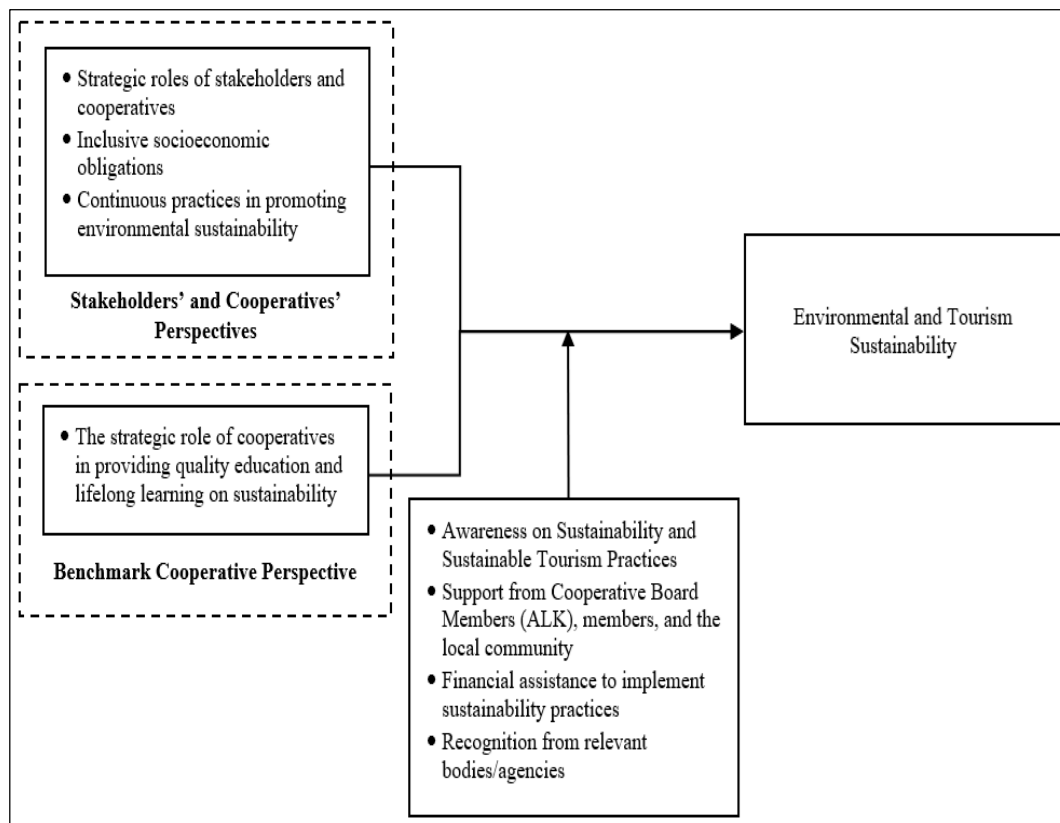 • Strategic roles of stakeholders and
cooperatives
• Inclusive socioeconomic
obligations
• Continuous practices in promoting
environmental sustainability
Stakeholders’ and Cooperatives’
Perspectives
• The strategic role of cooperatives
in providing quality education and
lifelong learning on sustainability
Benchmark Cooperative Perspective
• Awareness on Sustainability and
Sustainable Tourism Practices
• Support from Cooperative Board
Members (ALK), members, and the
local community
• Financial assistance to implement
sustainability practices
• Recognition from relevant
bodies/agencies
Environmental and Tourism
Sustainability